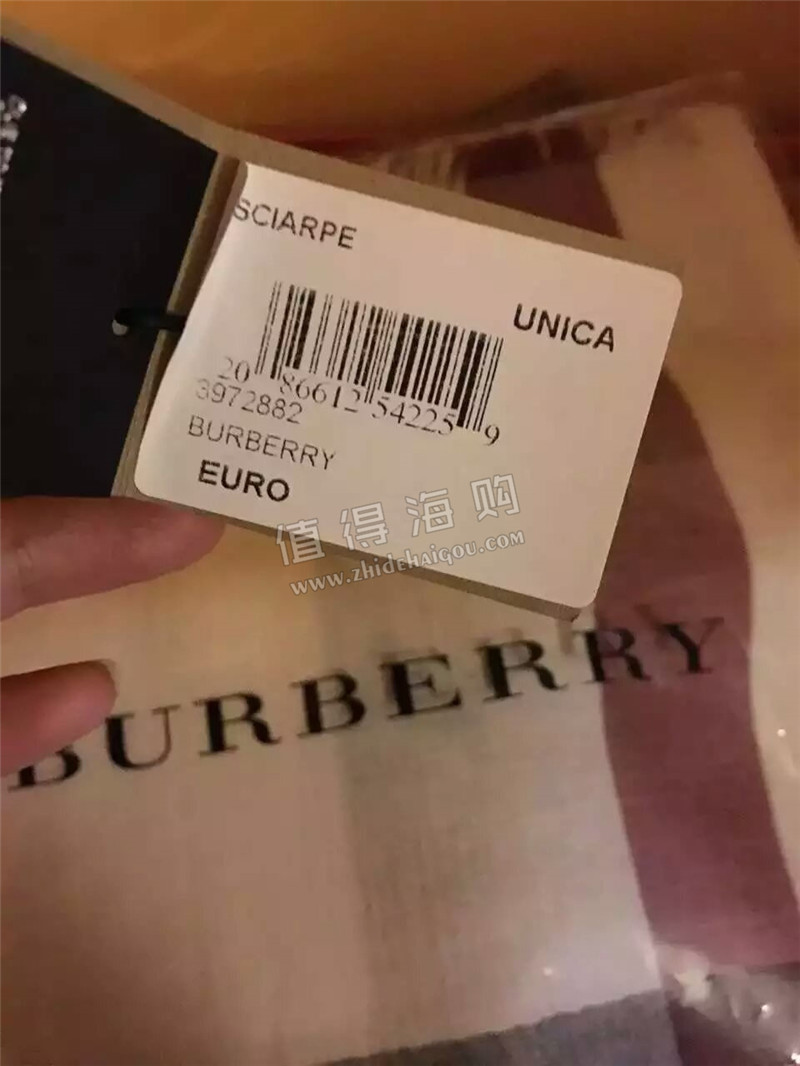 SCIARPE
UNICA
20 86612 54225 9
3972882
BURBERRY
EURO
值得海购
www.zhidehaigou.com
BURBERRY